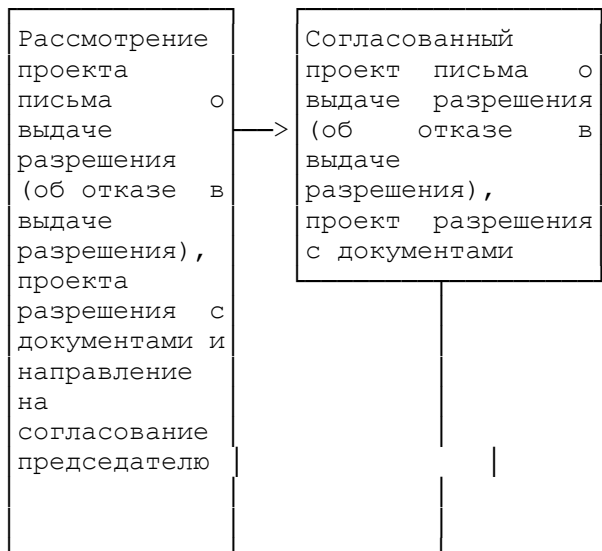 Рассмотрение
проекта
письма о
выдаче
разрешения
(об отказе в
выдаче
разрешения),
проекта
разрешения с
документами и
направление
на
согласование
председателю
Согласованный
проект письма о
выдаче разрешения
(об отказе в
выдаче
разрешения),
проект разрешения
с документами